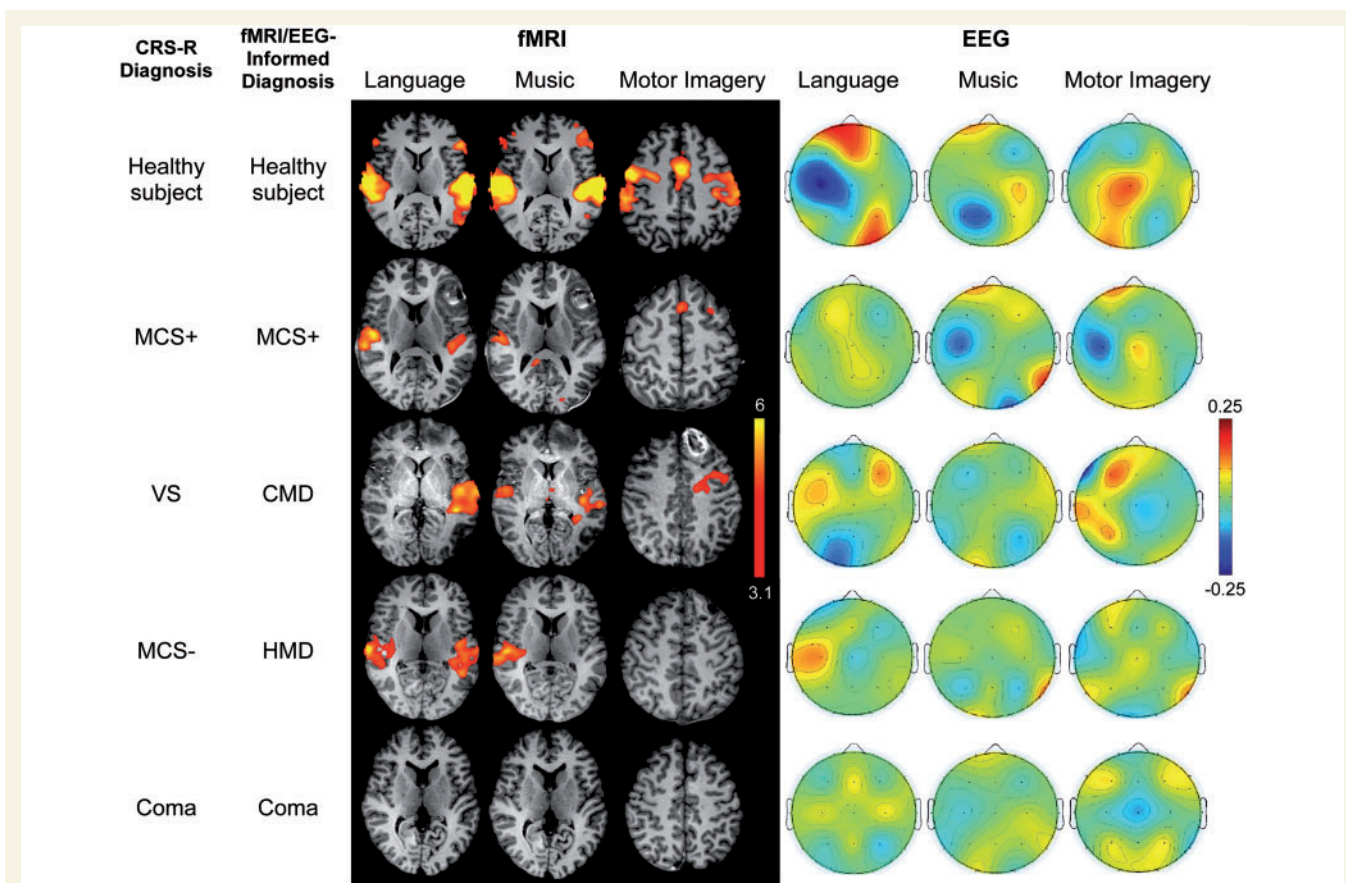 fMRI
EEG
CRS-R
Diagnosis
fMRI/EEG-
Informed
Diagnosis
Language
Music
Motor Imagery
Language
Music
Motor Imagery
Healthy
subject
Healthy
subject
MCS+
MCS+
6
3.1
0.25
-0.25
VS
CMD
MCS-
HMD
Coma
Coma